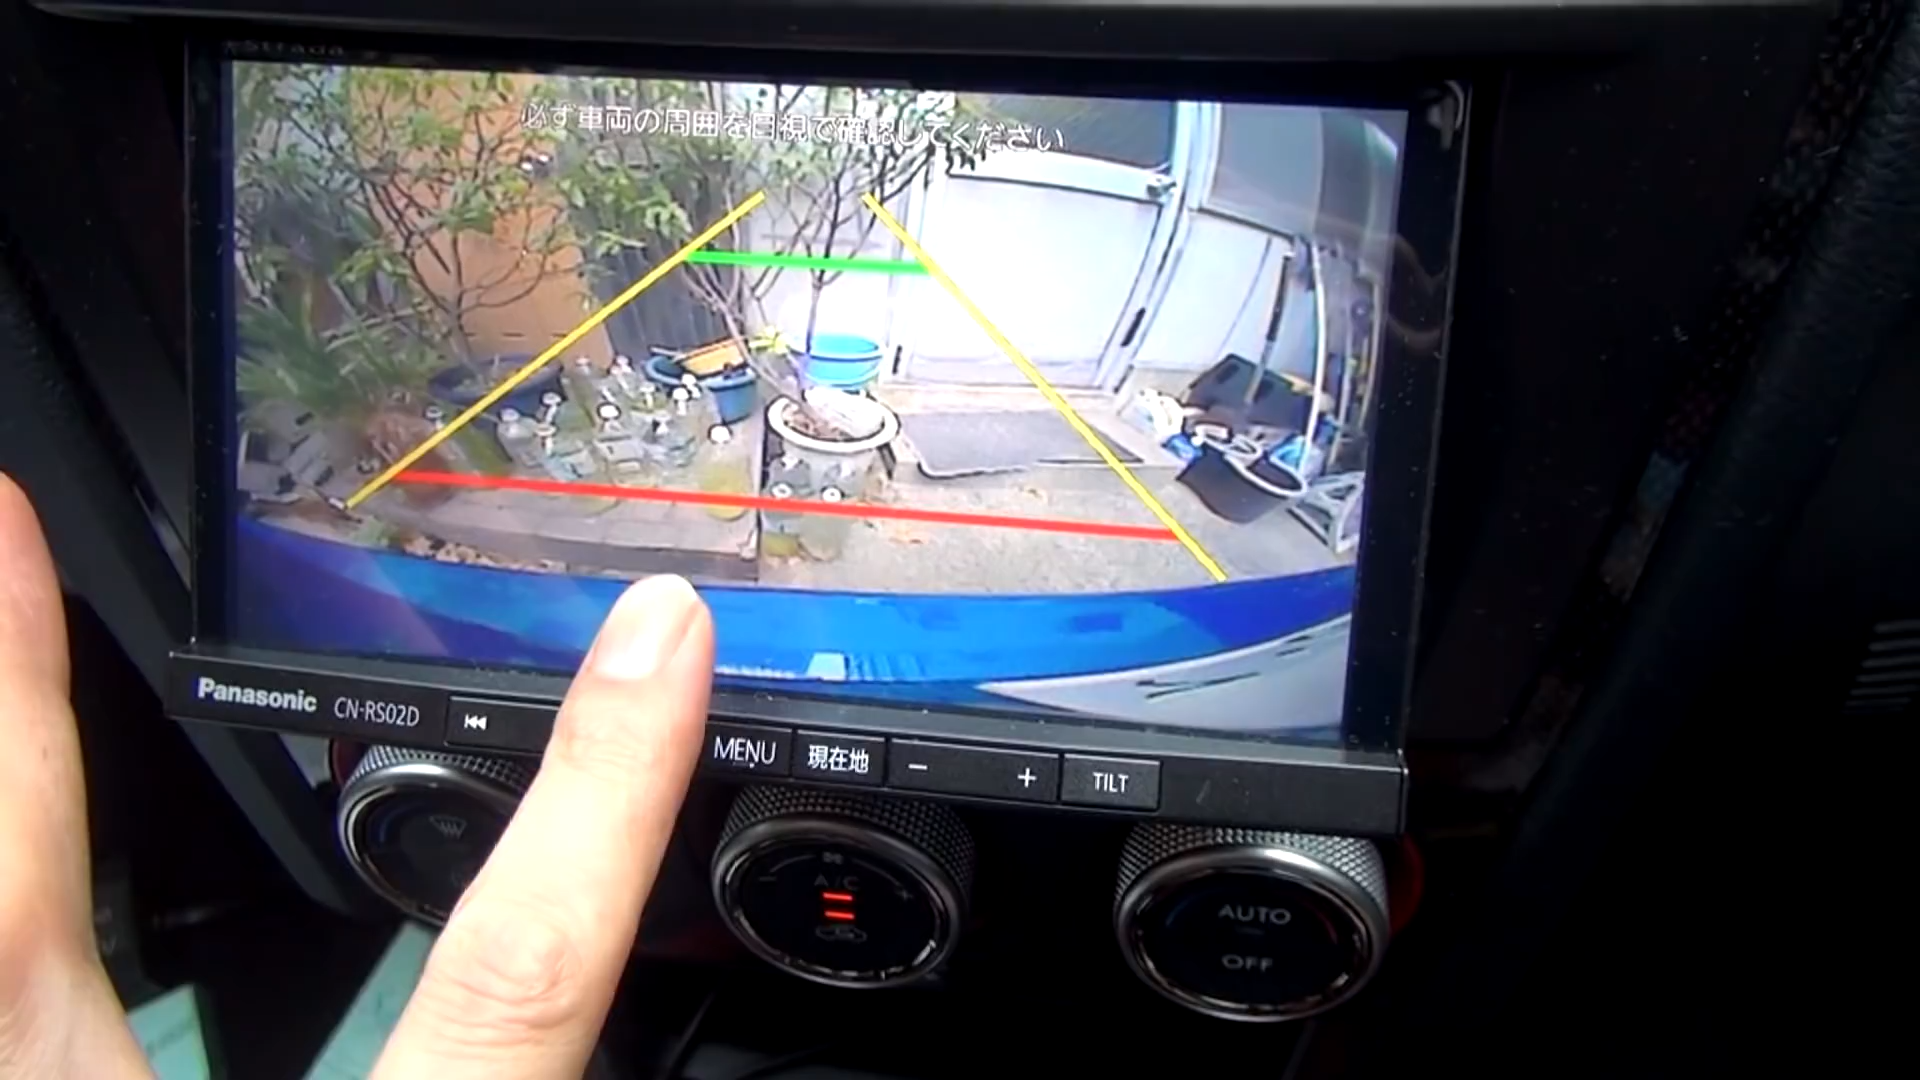 Strada
必ず車両の周囲を目視で確認してください
Panasonic CN-RS02D
MENU 現在地 − + TILT
A/C
− +
AUTO
OFF